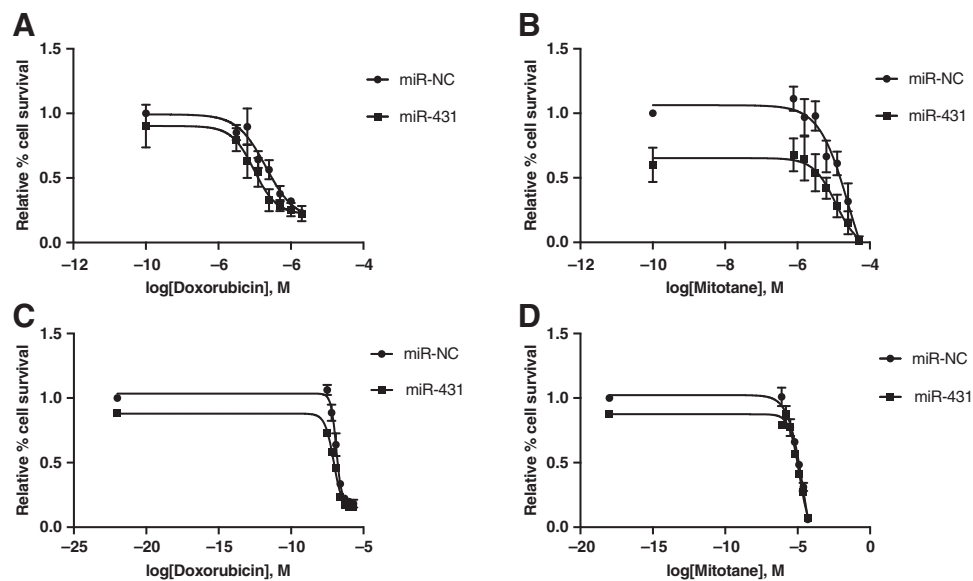 A
1.5
1.0
0.5
0.0
Relative % cell survival
−12 −10 −6 −6 −4
log[Doxorubicin], M
miR-NC
miR-431
B
1.5
1.0
0.5
0.0
Relative % cell survival
−12 −10 −8 −6 −4
log[Mitotane], M
miR-NC
miR-431
C
1.5
1.0
0.5
0.0
Relative % cell survival
−25 −20 −15 −10 −5
log[Doxorubicin], M
miR-NC
miR-431
D
1.5
1.0
0.5
0.0
Relative % cell survival
−20 −15 −10 −5 0
log[Mitotane], M
miR-NC
miR-431